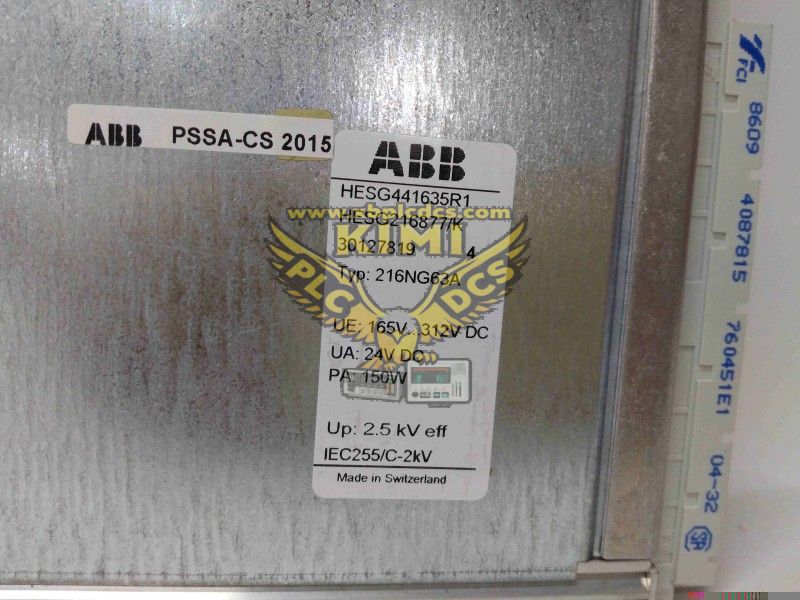 ABB PSSA-CS 2015
ABB
HESG441635R1
www.xbplcdcs.com
HESG216877/K
KIMI
30127819 4
PLC DCS
Typ: 216NG63A
UE: 165V...312V DC
UA: 24V DC
PA: 150W
Up: 2.5 kV eff
IEC255/C-2kV
Made in Switzerland
FCI 8609 4087815 760451E1 04-32